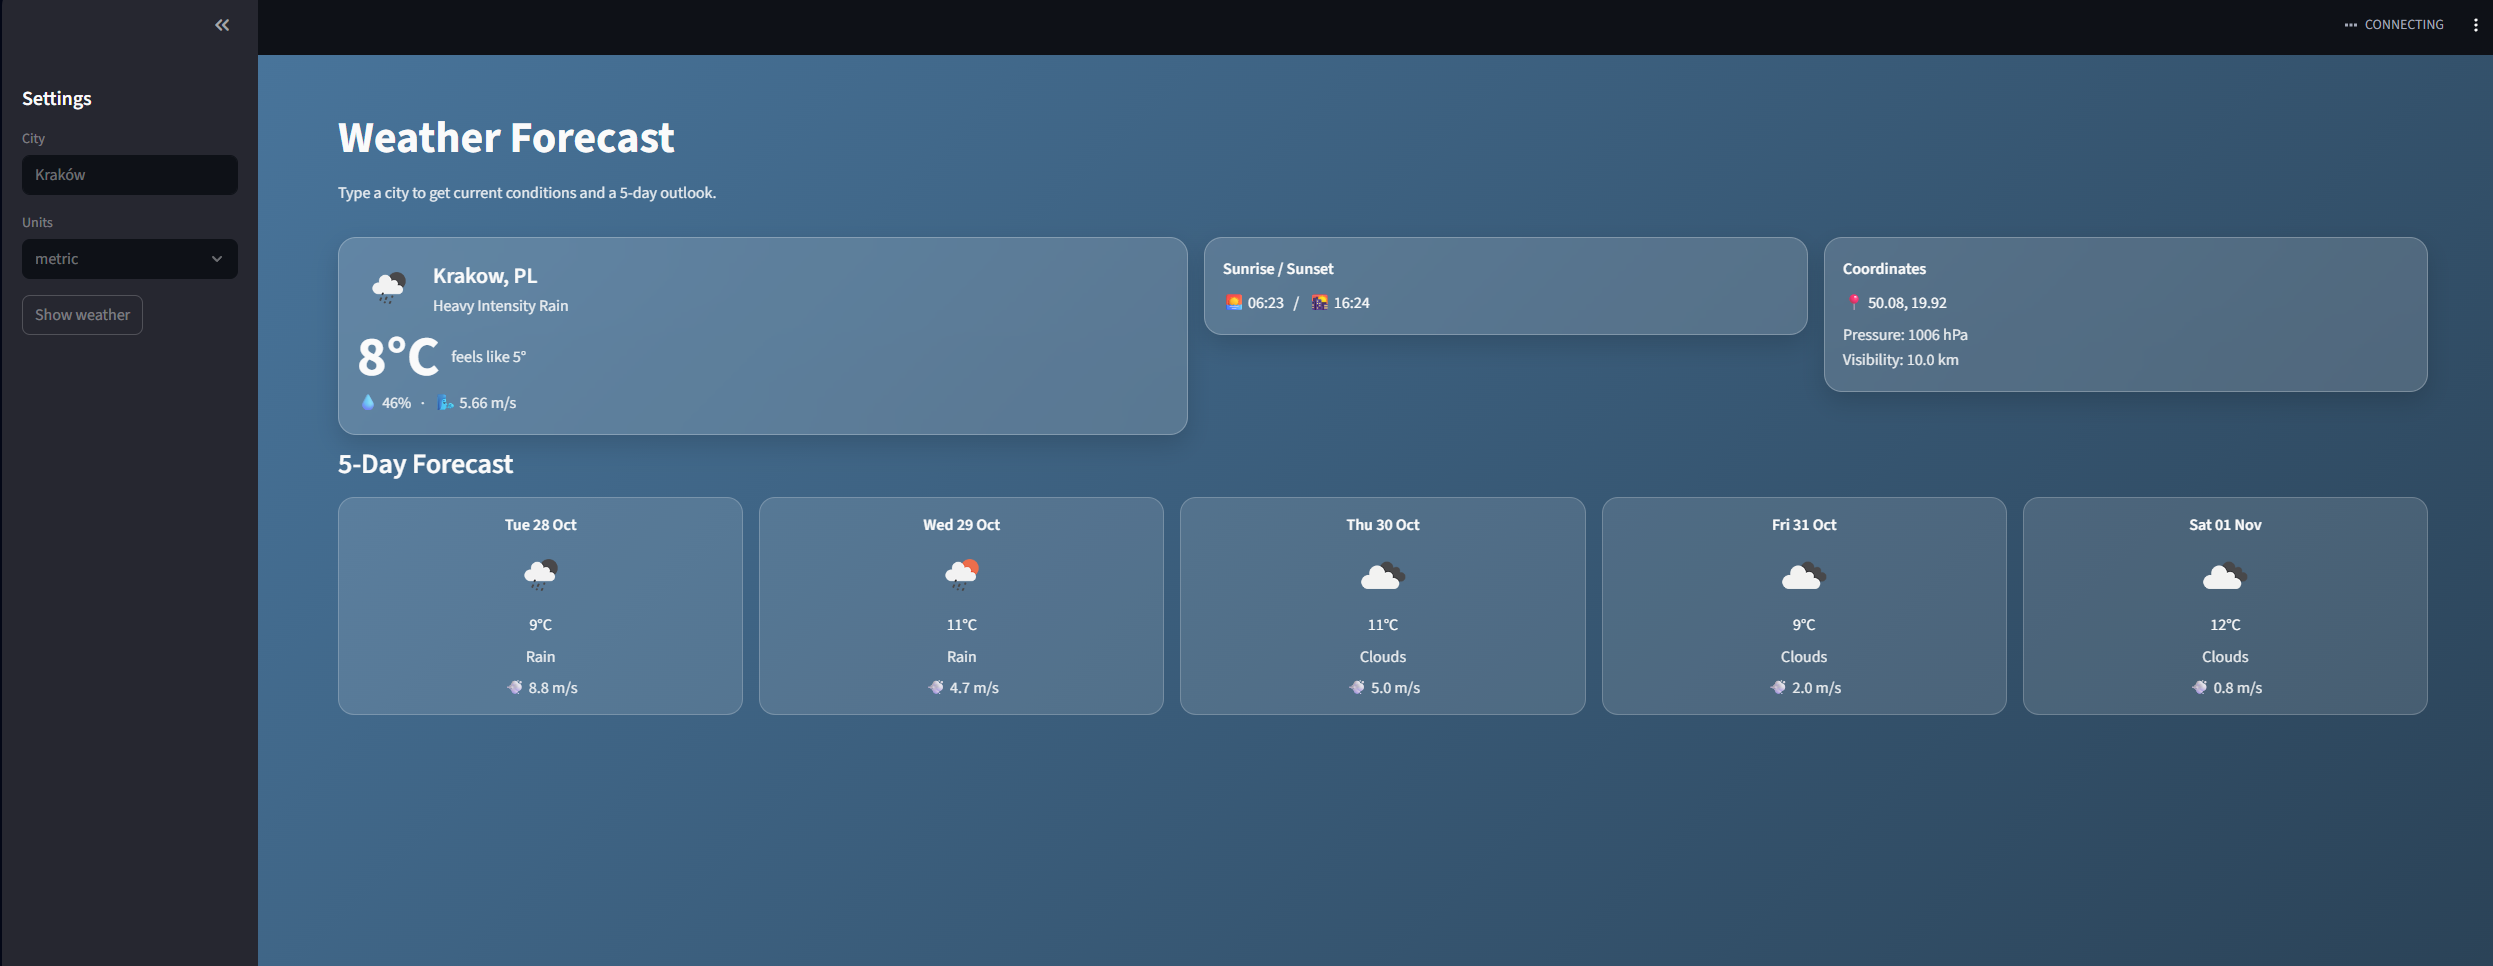 CONNECTING
Settings
City
Kraków
Units
metric
Show weather
Weather Forecast
Type a city to get current conditions and a 5-day outlook.
Krakow, PL
Heavy Intensity Rain
8°C feels like 5°
46% · 5.66 m/s
Sunrise / Sunset
06:23 / 16:24
Coordinates
50.08, 19.92
Pressure: 1006 hPa
Visibility: 10.0 km
5-Day Forecast
Tue 28 Oct
9°C
Rain
8.8 m/s
Wed 29 Oct
11°C
Rain
4.7 m/s
Thu 30 Oct
11°C
Clouds
5.0 m/s
Fri 31 Oct
9°C
Clouds
2.0 m/s
Sat 01 Nov
12°C
Clouds
0.8 m/s